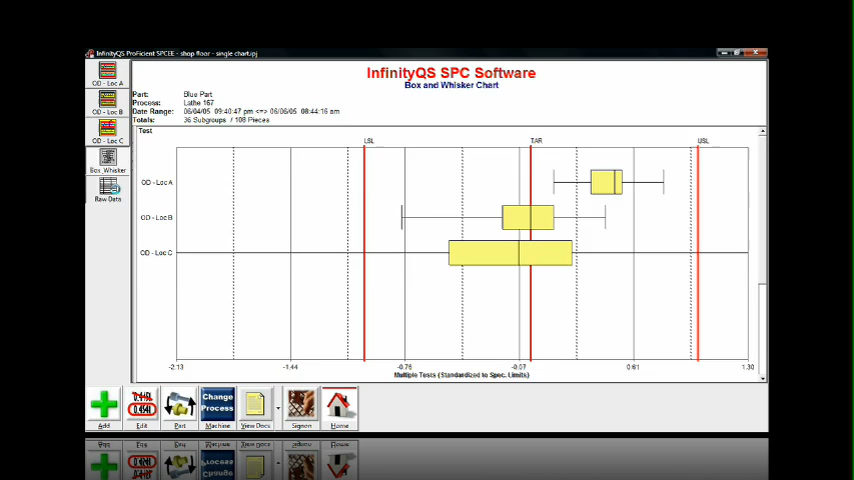 InfinityQS ProFicient SPCEE - shop floor - single chart.ipj
InfinityQS SPC Software
Box and Whisker Chart
Part: Blue Part
Process: Lathe 167
Date Range: 06/04/05 09:40:47 pm <=> 06/06/05 08:44:16 am
Totals: 36 Subgroups / 108 Pieces
OD - Loc A
OD - Loc B
OD - Loc C
Box_Whisker
Raw Data
Test
LSL TAR USL
OD - Loc A
OD - Loc B
OD - Loc C
-2.13 -1.44 -0.76 -0.07 0.61 1.30
Multiple Tests (Standardized to Spec. Limits)
Change
Process
Add Edit Part Machine View Docs Signon Home